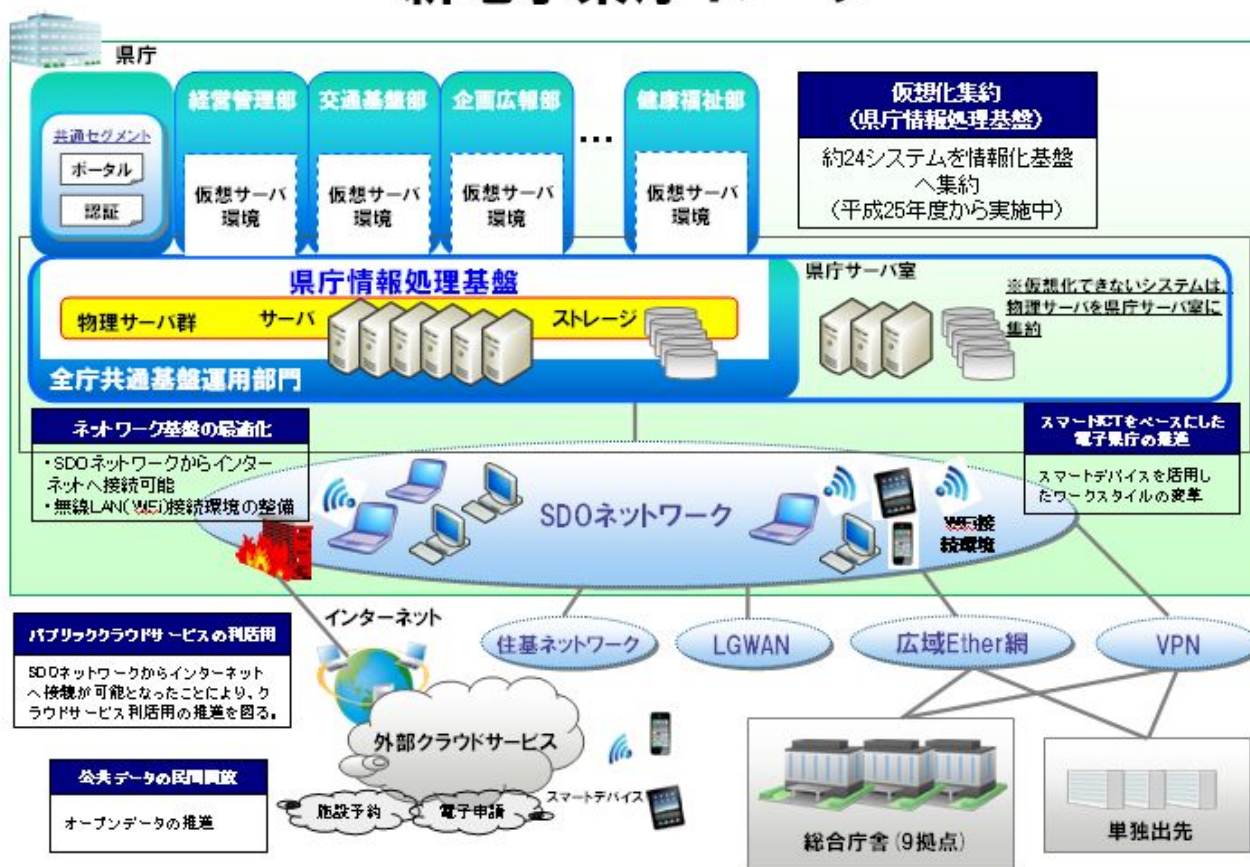 県庁
経営管理部
交通基盤部
企画広報部
...
健康福祉部
共通セグメント
ポータル
認証
仮想サーバ
環境
仮想サーバ
環境
仮想サーバ
環境
仮想サーバ
環境
仮想化集約
(県庁情報処理基盤)
約24システムを情報化基盤
へ集約
(平成25年度から実施中)
県庁情報処理基盤
物理サーバ群
サーバ
ストレージ
全庁共通基盤運用部門
県庁サーバ室
※仮想化できないシステムは、
物理サーバを県庁サーバ室に
集約
ネットワーク基盤の最適化
・SDOネットワークからインター
ネットへ接続可能
・無線LAN(WiFi)接続環境の整備
スマートICTをベースにした
電子県庁の推進
スマートデバイスを活用し
たワークスタイルの変革
SDOネットワーク
WiFi接
続環境
インターネット
住基ネットワーク
LGWAN
広域Ether網
VPN
パブリッククラウドサービスの利活用
SDOネットワークからインターネット
へ接続が可能となったことにより、ク
ラウドサービス利活用の推進を図る。
外部クラウドサービス
施設予約
電子申請
スマートデバイス
公共データの民間開放
オープンデータの推進
総合庁舎(9拠点)
単独出先